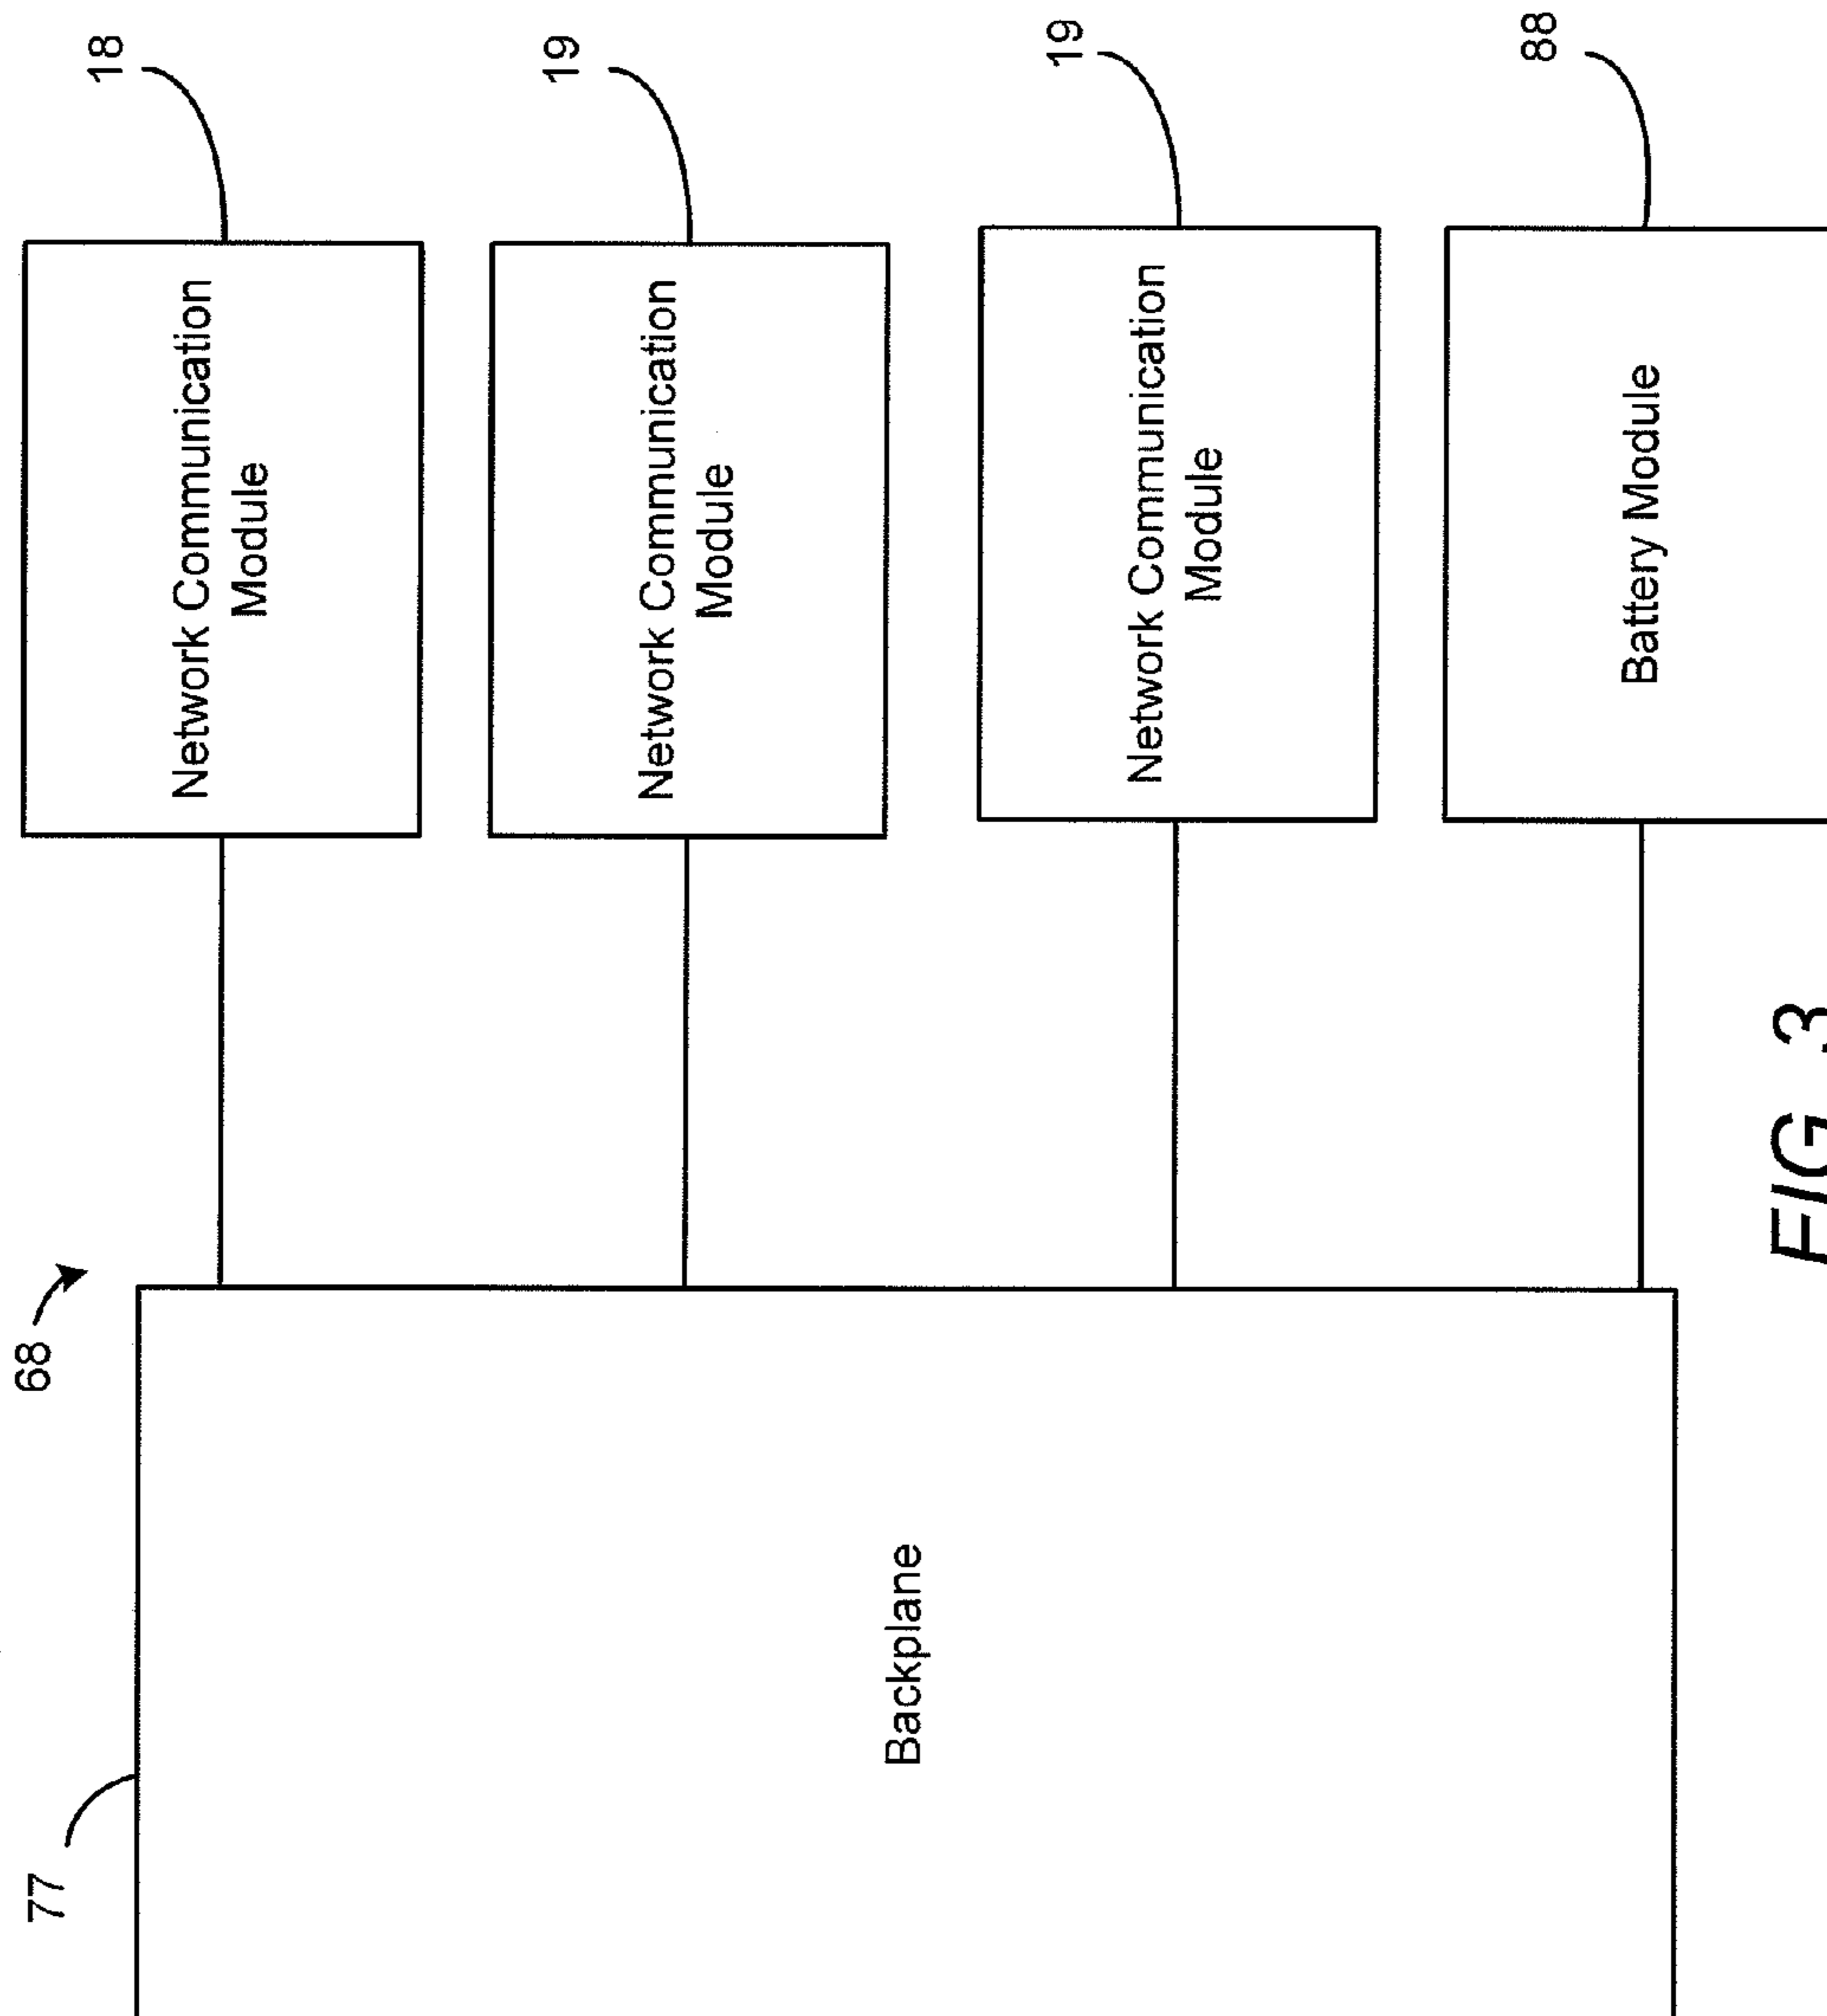 77
68
18
Network Communication
Module
19
Network Communication
Module
Backplane
19
Network Communication
Module
88
Battery Module
FIG 3